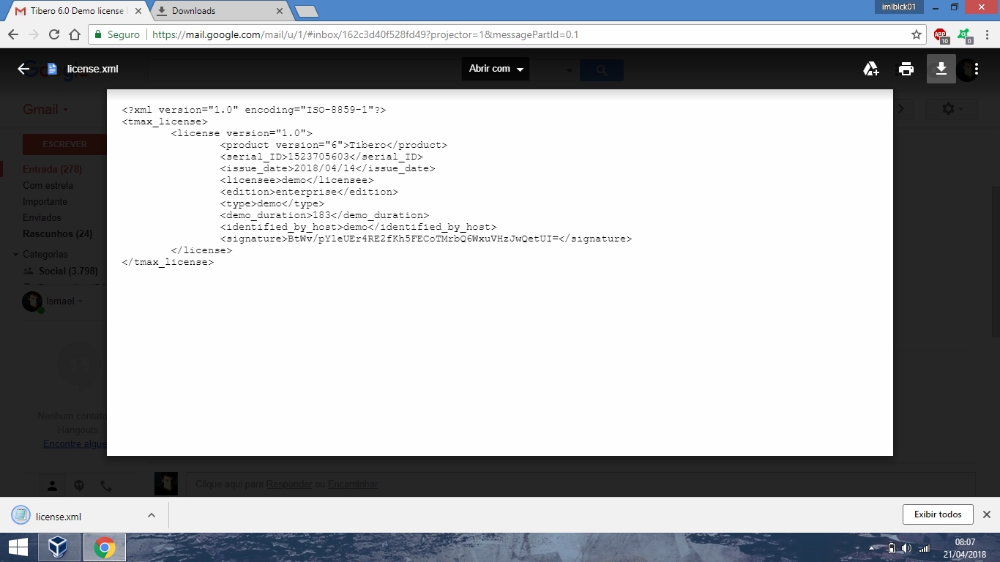 Tibero 6.0 Demo license
Downloads
imlblck01
Seguro
https://mail.google.com/mail/u/1/#inbox/162c3d40f528fd49?projector=1&messagePartId=0.1
ABP
10
0
license.xml
Abrir com
Gmail
ESCREVER
Entrada (278)
Com estrela
Importante
Enviados
Rascunhos (24)
Categorias
Social (3.798)
Ismael
Nenhum contato
Hangouts
Encontre algué
<?xml version="1.0" encoding="ISO-8859-1"?>
<tmax_license>
<license version="1.0">
<product version="6">Tibero</product>
<serial_ID>1523705603</serial_ID>
<issue_date>2018/04/14</issue_date>
<licensee>demo</licensee>
<edition>enterprise</edition>
<type>demo</type>
<demo_duration>183</demo_duration>
<identified_by_host>demo</identified_by_host>
<signature>BtWv/pY1eUEr4RE2fKh5FECoTMrbQ6WxuVHzJwQetUI=</signature>
</license>
</tmax_license>
Clique aqui para Responder ou Encaminhar
license.xml
Exibir todos
08:07
21/04/2018